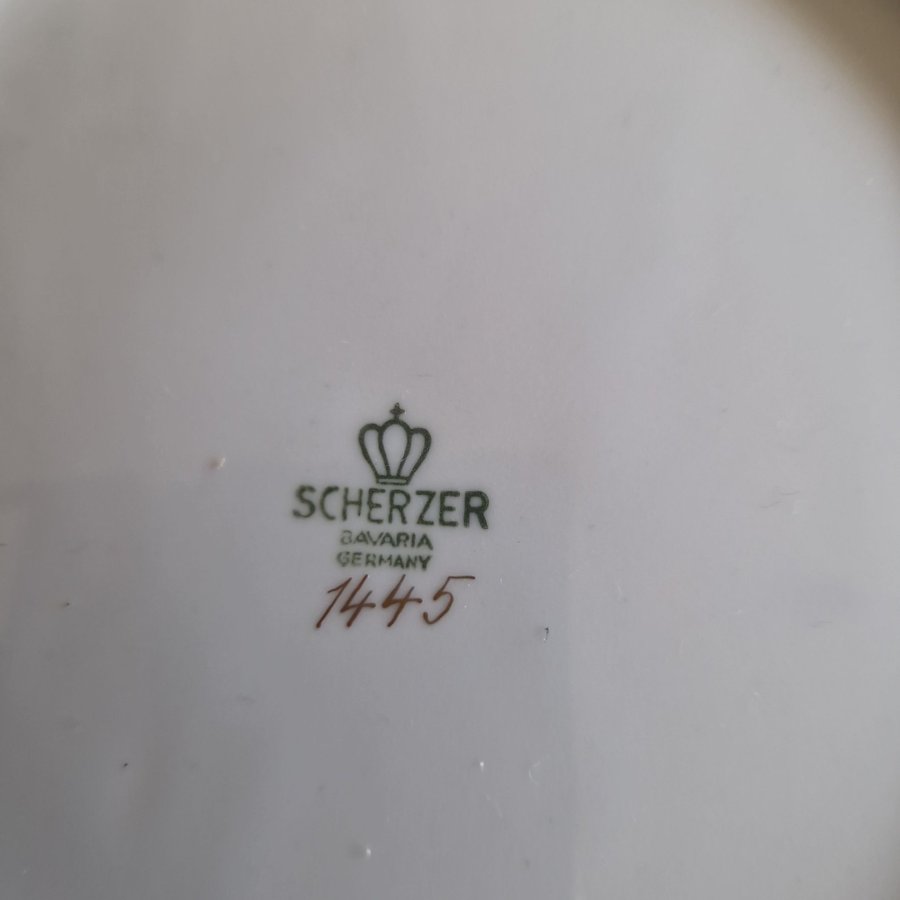 SCHERZER
BAVARIA
GERMANY
1445